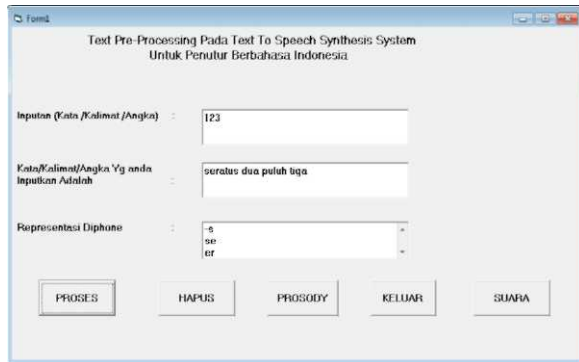 Form1
Text Pre-Processing Pada Text To Speech Synthesis System
Untuk Penutur Berbahasa Indonesia
Inputan (Kata /Kalimat /Angka) :
123
Kata/Kalimat/Angka Yg anda
Inputkan Adalah :
seratus dua puluh tiga
Representasi Diphone :
-s
se
er
PROSES HAPUS PROSODY KELUAR SUARA